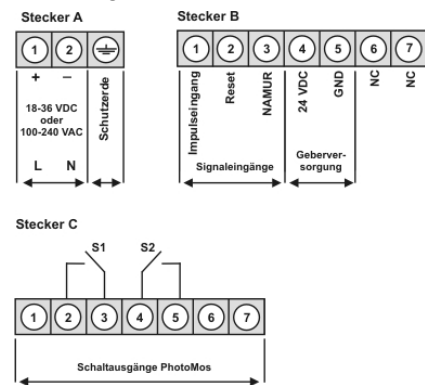 Stecker A
1 2
+ –
18-36 VDC
oder
100-240 VAC
L N
Schutzerde
Stecker B
1 2 3 4 5 6 7
Impulseingang
Reset
NAMUR
24 VDC
GND
NC
NC
Signaleingänge
Geberver-
sorgung
Stecker C
S1 S2
1 2 3 4 5 6 7
Schaltausgänge PhotoMos